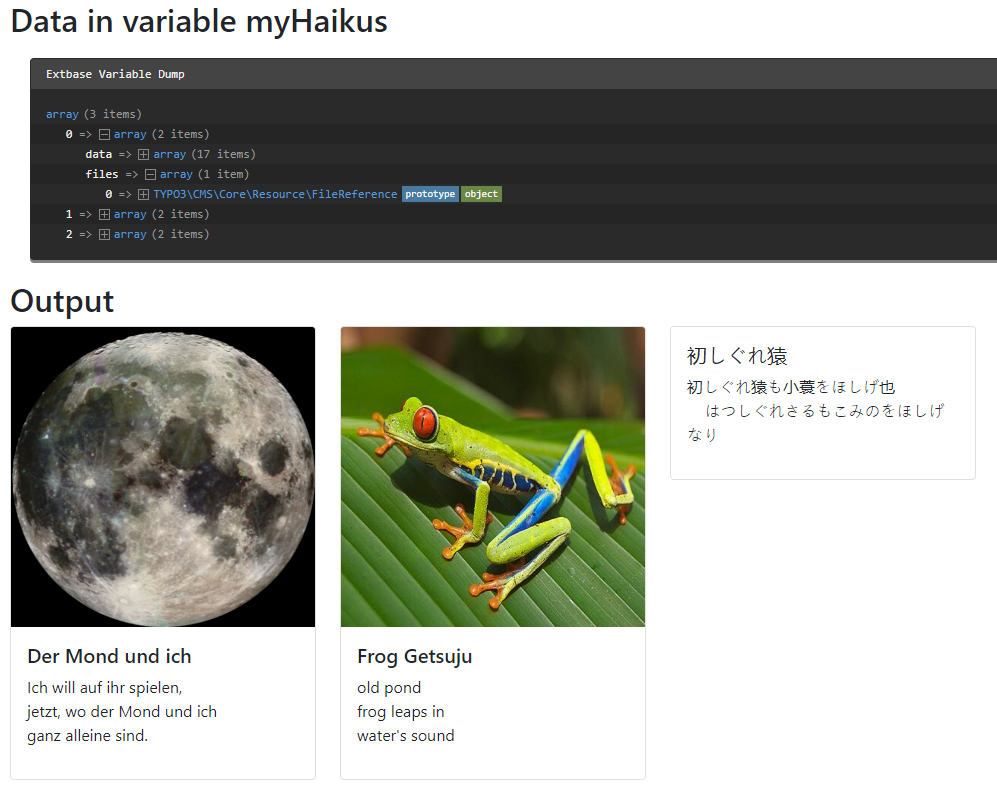 Data in variable myHaikus
Extbase Variable Dump
array (3 items)
0 => array (2 items)
data => array (17 items)
files => array (1 item)
0 => TYPO3\CMS\Core\Resource\FileReference prototype object
1 => array (2 items)
2 => array (2 items)
Output
Der Mond und ich
Ich will auf ihr spielen,
jetzt, wo der Mond und ich
ganz alleine sind.
Frog Getsuju
old pond
frog leaps in
water's sound
初しぐれ猿
初しぐれ猿も小蓑をほしげ也
はつしぐれさるもこみのをほしげ
なり